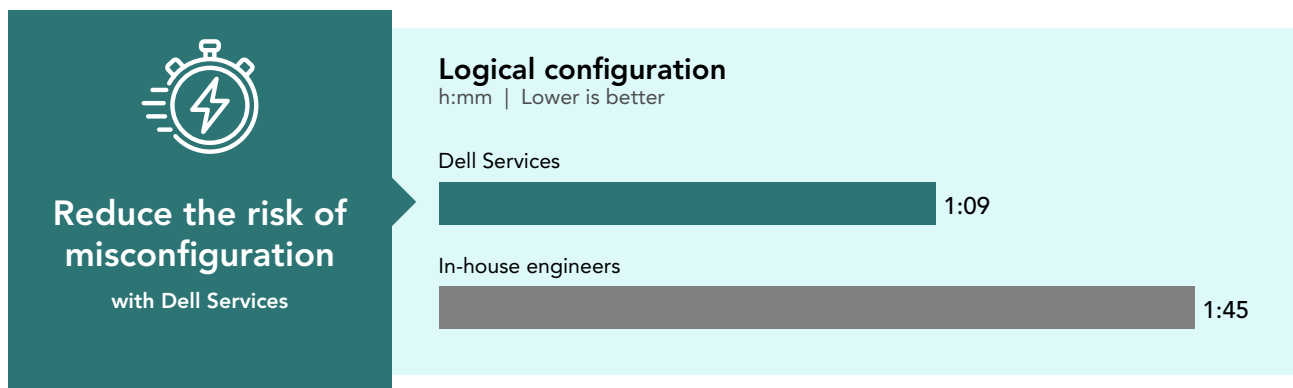 Reduce the risk of
misconfiguration
with Dell Services
Logical configuration
h:mm | Lower is better
Dell Services
1:09
In-house engineers
1:45